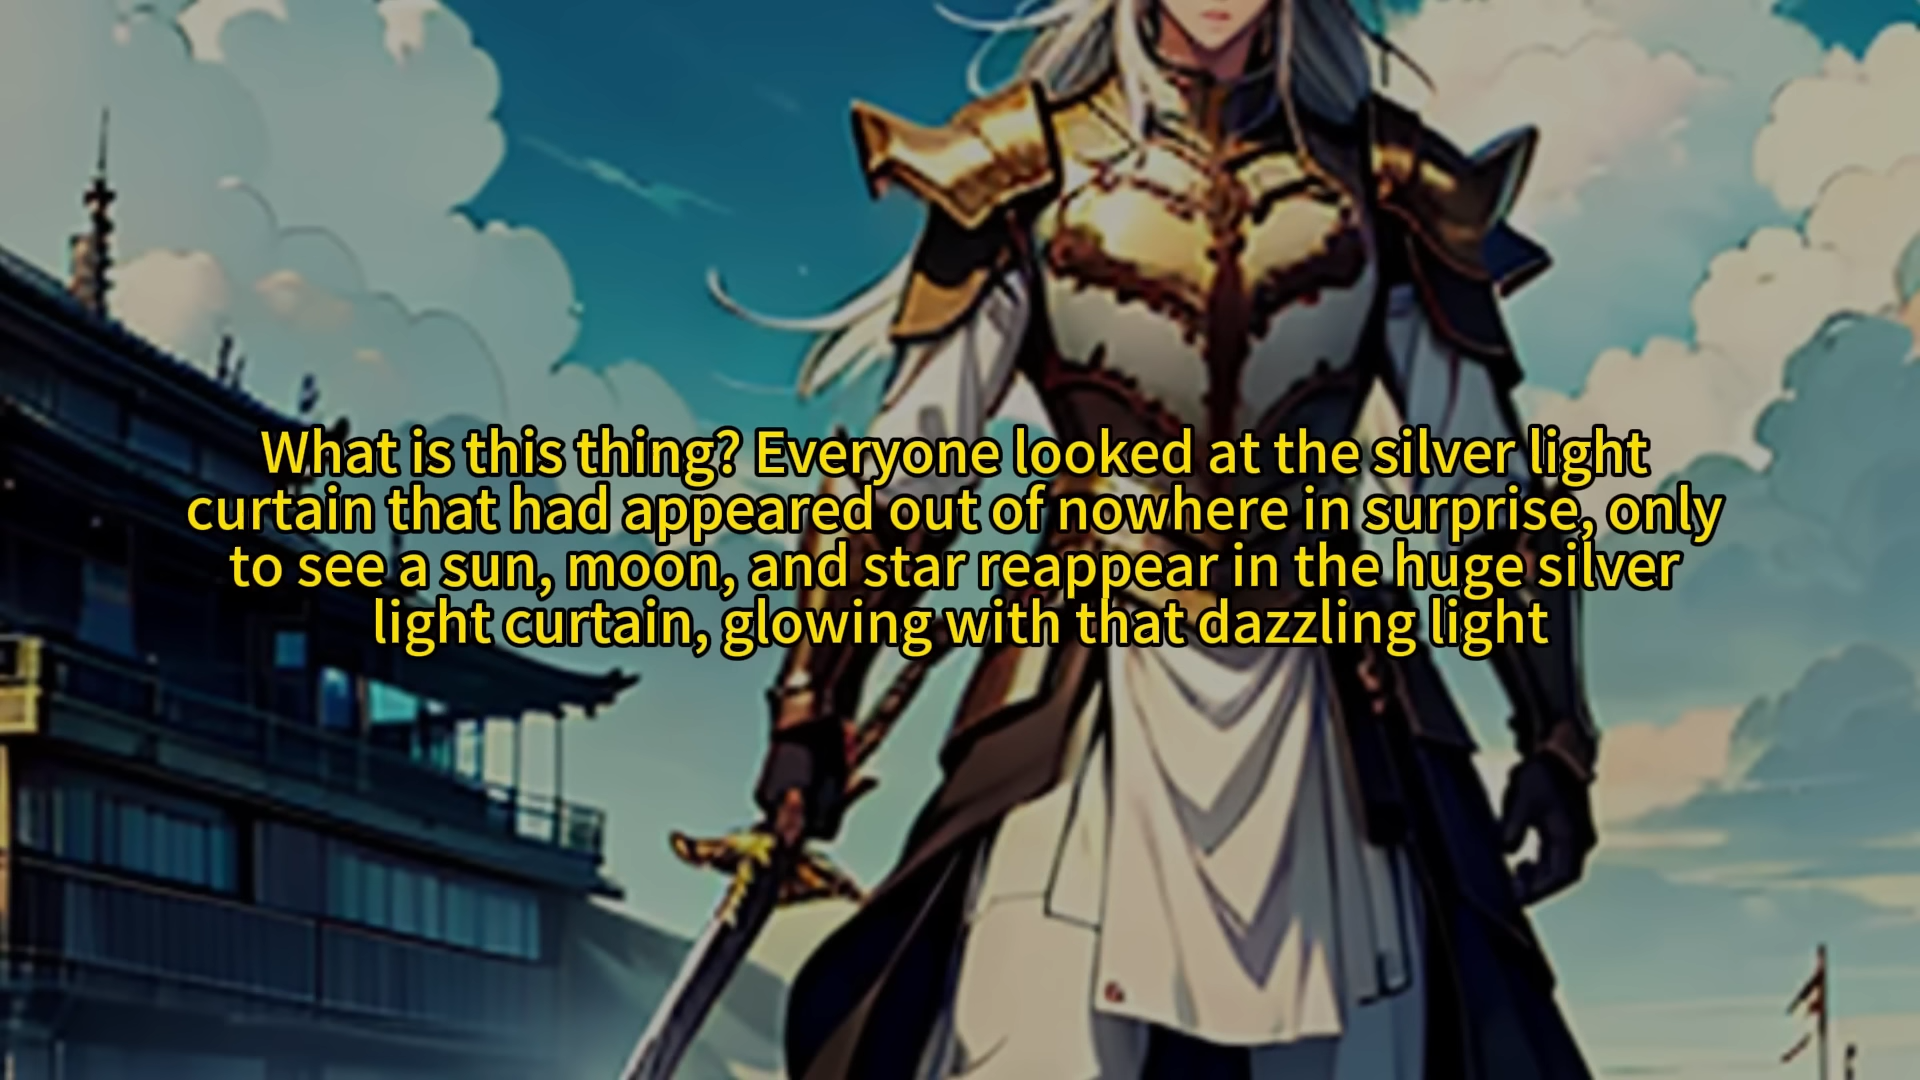 What is this thing? Everyone looked at the silver light
curtain that had appeared out of nowhere in surprise, only
to see a sun, moon, and star reappear in the huge silver
light curtain, glowing with that dazzling light